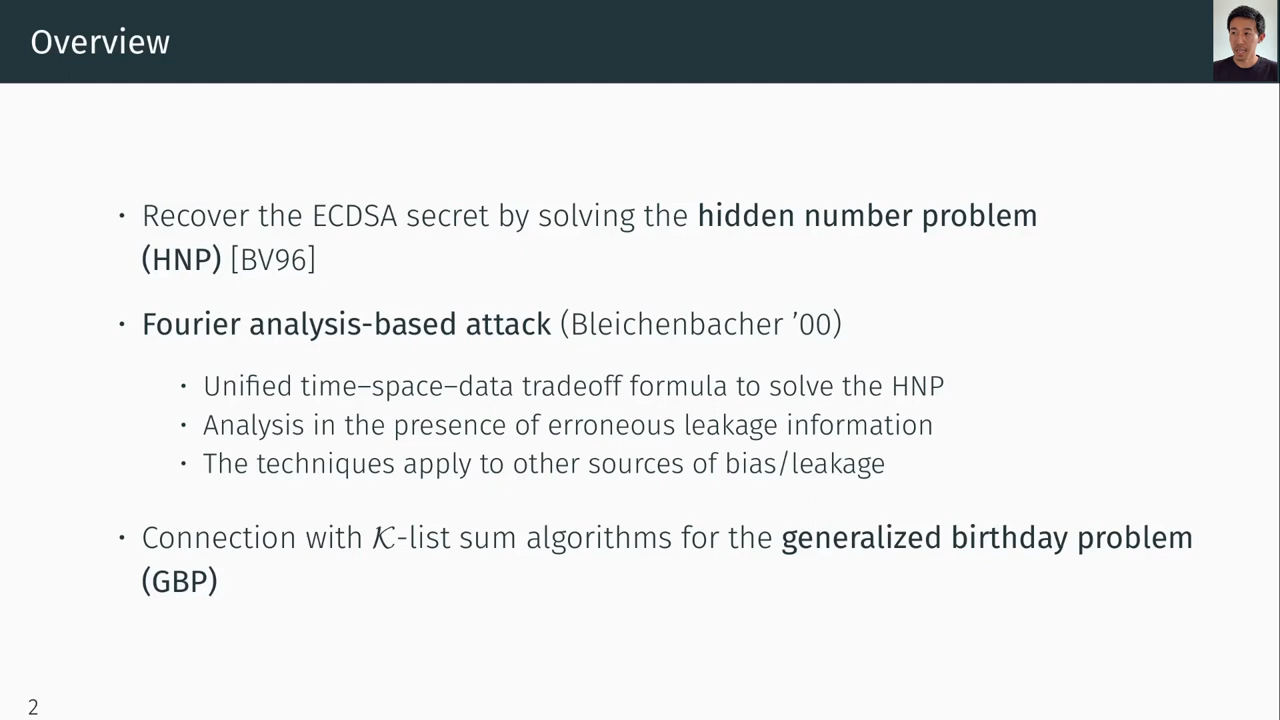 Overview
• Recover the ECDSA secret by solving the hidden number problem
(HNP) [BV96]
• Fourier analysis-based attack (Bleichenbacher ’00)
• Unified time–space–data tradeoff formula to solve the HNP
• Analysis in the presence of erroneous leakage information
• The techniques apply to other sources of bias/leakage
• Connection with 𝒦-list sum algorithms for the generalized birthday problem
(GBP)
2